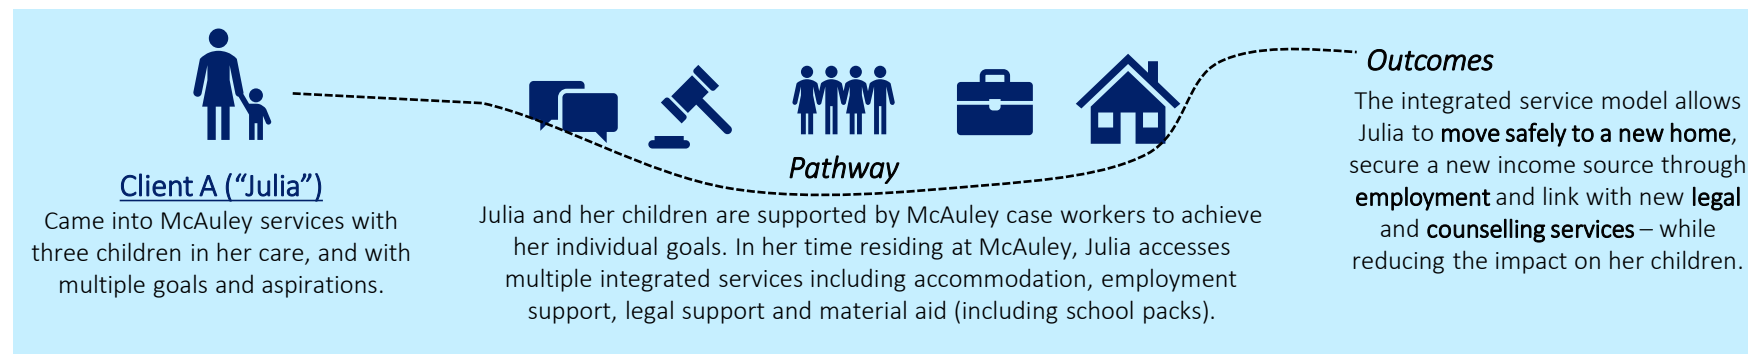 Client A (“Julia”)
Came into McAuley services with
three children in her care, and with
multiple goals and aspirations.
Pathway
Julia and her children are supported by McAuley case workers to achieve
her individual goals. In her time residing at McAuley, Julia accesses
multiple integrated services including accommodation, employment
support, legal support and material aid (including school packs).
Outcomes
The integrated service model allows
Julia to move safely to a new home,
secure a new income source through
employment and link with new legal
and counselling services – while
reducing the impact on her children.